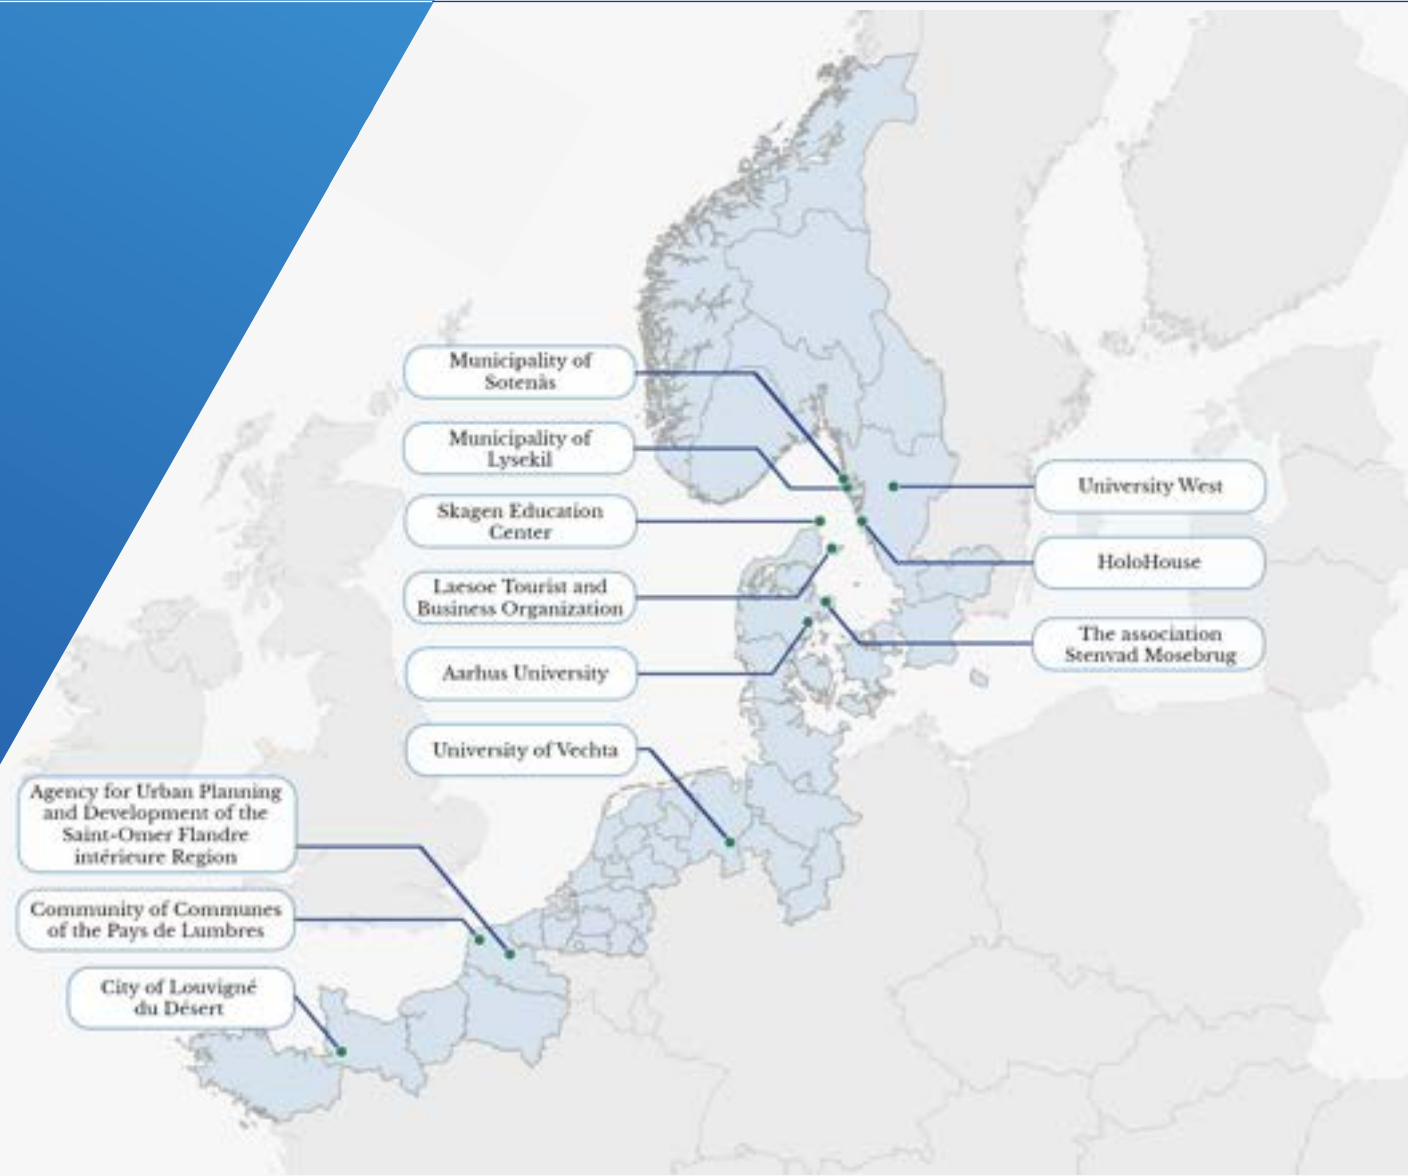 Municipality of
Sotenäs
Municipality of
Lysekil
Skagen Education
Center
Laesoe Tourist and
Business Organization
Aarhus University
University of Vechta
Agency for Urban Planning
and Development of the
Saint-Omer Flandre
intérieure Region
Community of Communes
of the Pays de Lumbres
City of Louvigné
du Désert
University West
HoloHouse
The association
Stenvad Mosebrug